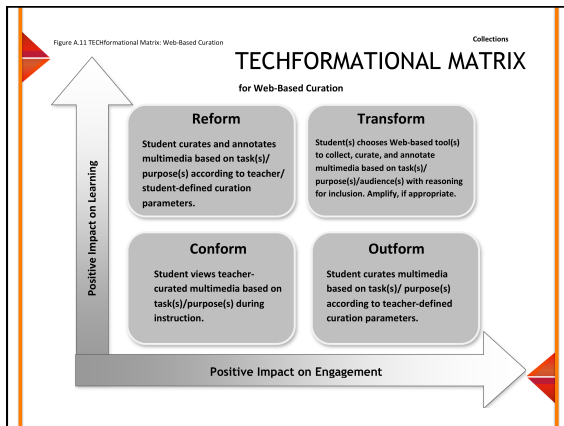 Figure A.11 TECHformational Matrix: Web-Based Curation
Collections
TECHFORMATIONAL MATRIX
for Web-Based Curation
Positive Impact on Learning
Reform
Student curates and annotates
multimedia based on task(s)/
purpose(s) according to teacher/
student-defined curation
parameters.
Transform
Student(s) chooses Web-based tool(s)
to collect, curate, and annotate
multimedia based on task(s)/
purpose(s)/audience(s) with reasoning
for inclusion. Amplify, if appropriate.
Conform
Student views teacher-
curated multimedia based on
task(s)/purpose(s) during
instruction.
Outform
Student curates multimedia
based on task(s)/ purpose(s)
according to teacher-defined
curation parameters.
Positive Impact on Engagement